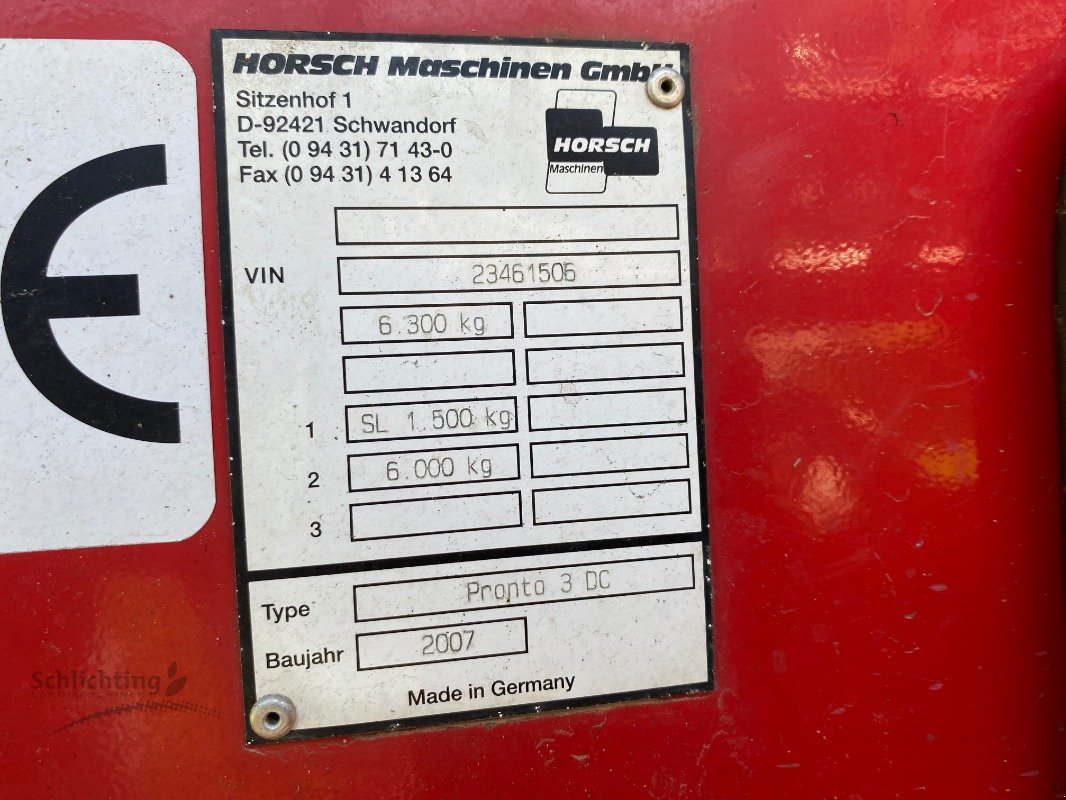 CE
HORSCH Maschinen GmbH
Sitzenhof 1
D-92421 Schwandorf
Tel. (0 94 31) 71 43-0
Fax (0 94 31) 4 13 64
HORSCH
Maschinen
VIN 23461506
6.300 kg
1 SL 1.500 kg
2 6.000 kg
3
Type Pronto 3 DC
Baujahr 2007
Made in Germany
Schlichting
LANDMASCHINEN